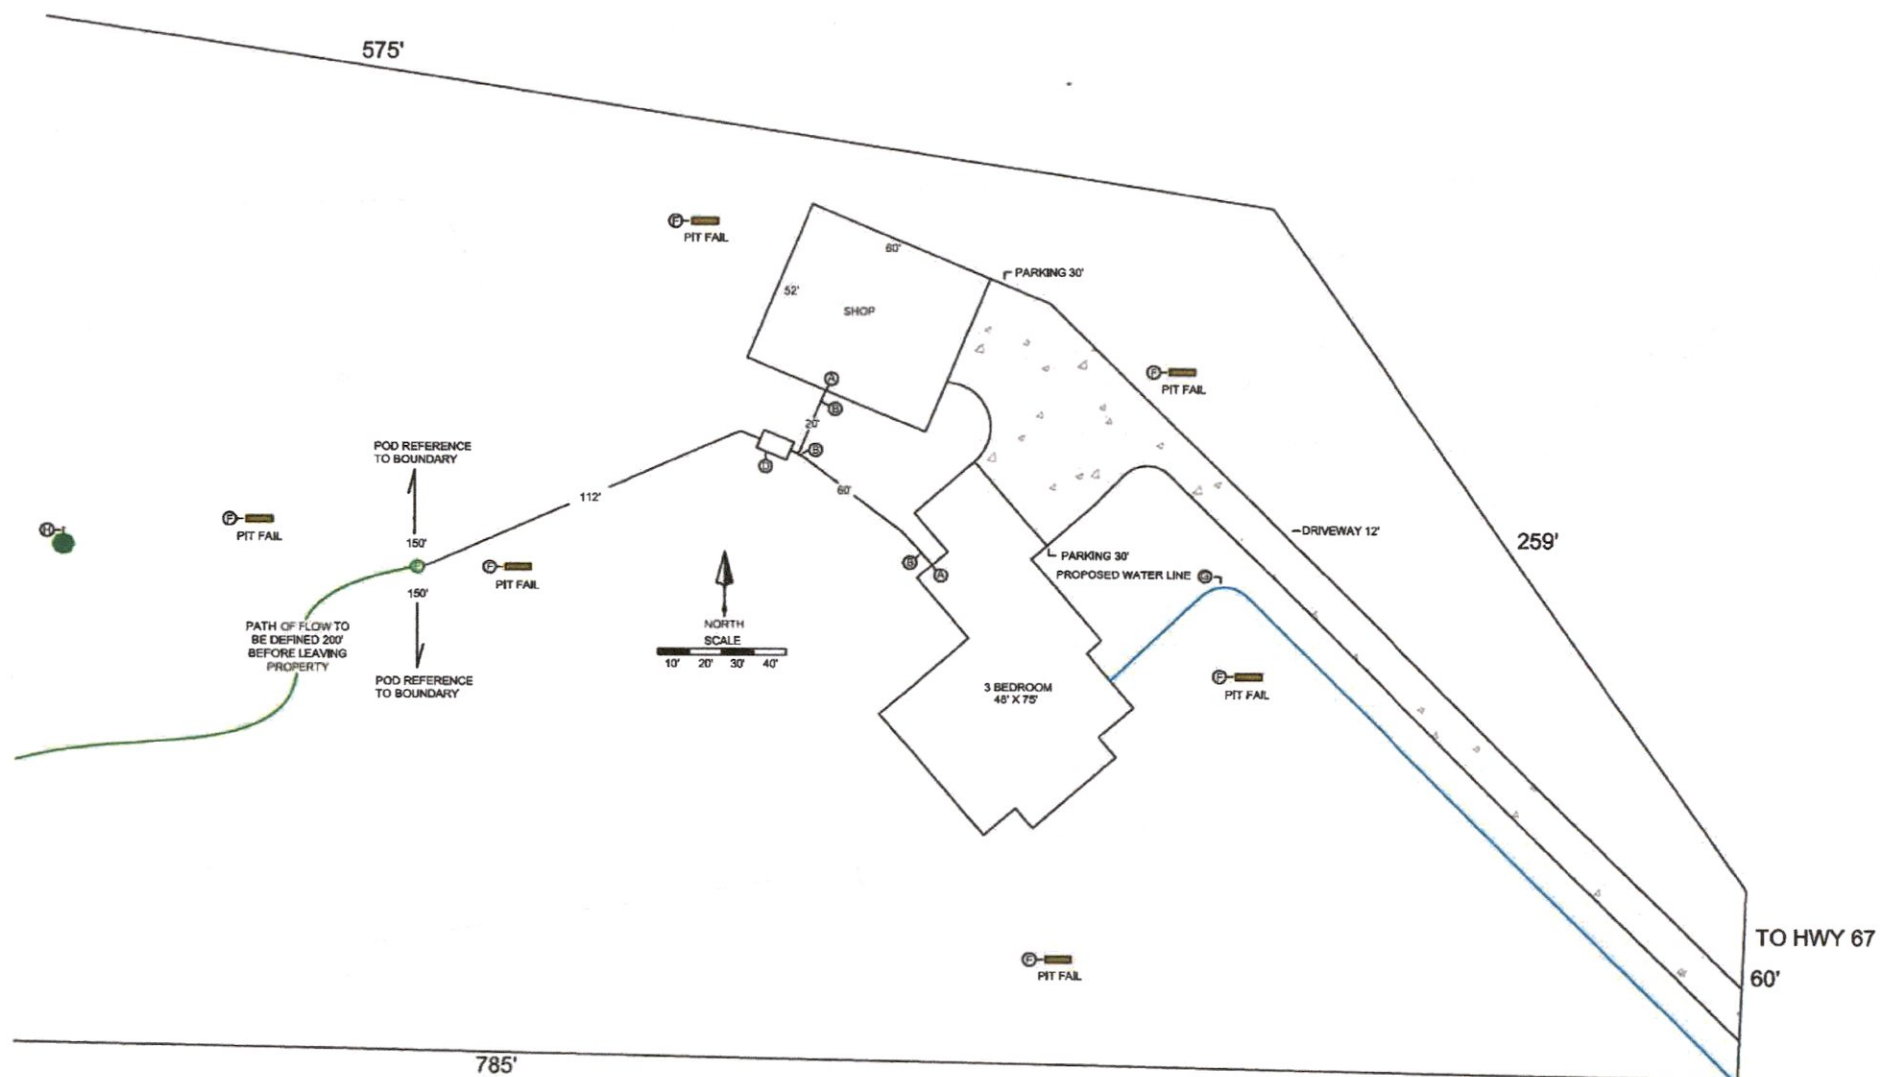 575'
F
PIT FAIL
60'
52'
SHOP
PARKING 30'
A
B
20'
F
PIT FAIL
B
D
60'
POD REFERENCE
TO BOUNDARY
112'
H
F
PIT FAIL
150'
150'
F
PIT FAIL
DRIVEWAY 12'
259'
B
A
PARKING 30'
PROPOSED WATER LINE
G
NORTH
SCALE
10' 20' 30' 40'
PATH OF FLOW TO
BE DEFINED 200'
BEFORE LEAVING
PROPERTY
POD REFERENCE
TO BOUNDARY
3 BEDROOM
48' X 75'
F
PIT FAIL
F
PIT FAIL
TO HWY 67
60'
785'